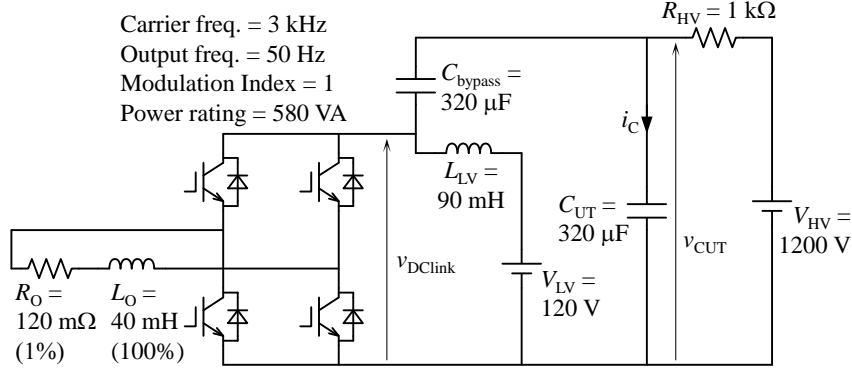 Carrier freq. = 3 kHz
Output freq. = 50 Hz
Modulation Index = 1
Power rating = 580 VA
R_HV = 1 kΩ
C_bypass =
320 μF
i_C
L_LV =
90 mH
C_UT =
320 μF
V_HV =
1200 V
v_CUT
v_DClink
V_LV =
120 V
R_O =
120 mΩ
(1%)
L_O =
40 mH
(100%)